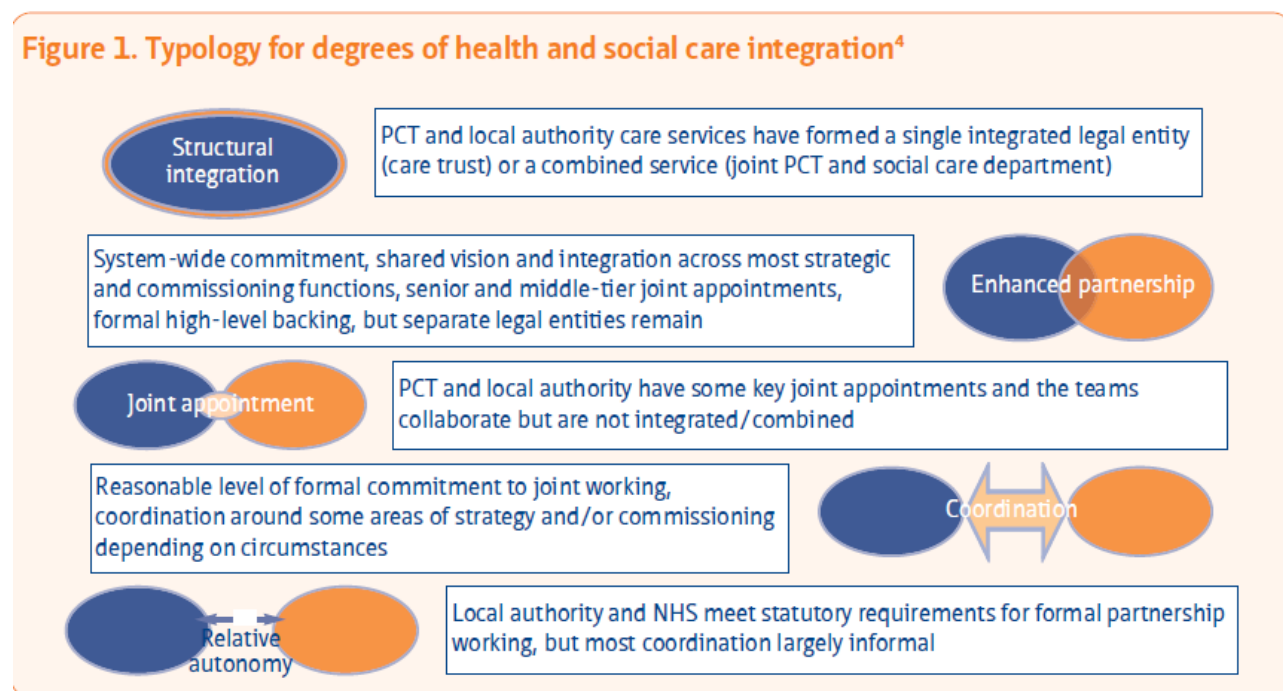 Figure 1. Typology for degrees of health and social care integration⁴
Structural
integration
PCT and local authority care services have formed a single integrated legal entity
(care trust) or a combined service (joint PCT and social care department)
System-wide commitment, shared vision and integration across most strategic
and commissioning functions, senior and middle-tier joint appointments,
formal high-level backing, but separate legal entities remain
Enhanced partnership
Joint appointment
PCT and local authority have some key joint appointments and the teams
collaborate but are not integrated/combined
Reasonable level of formal commitment to joint working,
coordination around some areas of strategy and/or commissioning
depending on circumstances
Coordination
Relative
autonomy
Local authority and NHS meet statutory requirements for formal partnership
working, but most coordination largely informal